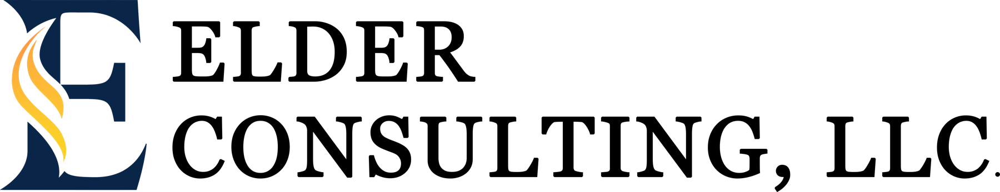 E
ELDER
CONSULTING, LLC.